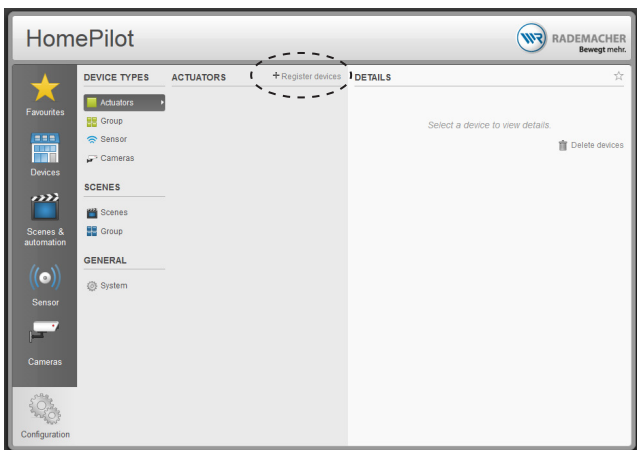 HomePilot
WR RADEMACHER
Bewegt mehr.
Favourites
Devices
Scenes &
automation
Sensor
Cameras
Configuration
DEVICE TYPES
Actuators
Group
Sensor
Cameras
SCENES
Scenes
Group
GENERAL
System
ACTUATORS
+ Register devices
DETAILS
Select a device to view details.
Delete devices